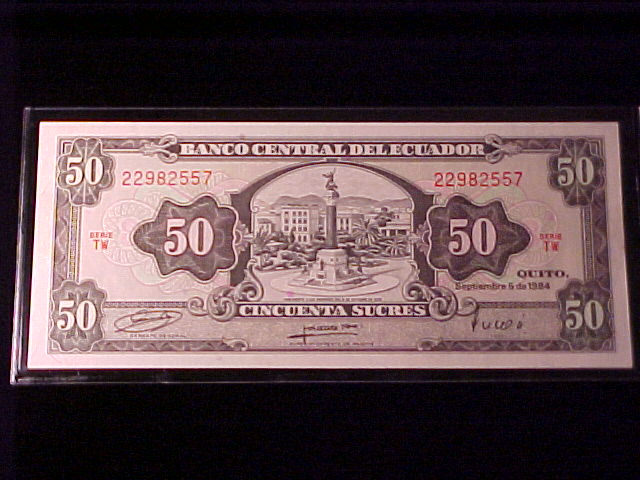 BANCO CENTRAL DEL ECUADOR
50 50
22982557 22982557
50 50
SERIE TW SERIE TW
QUITO,
Septiembre 5 de 1984
CINCUENTA SUCRES
50 50